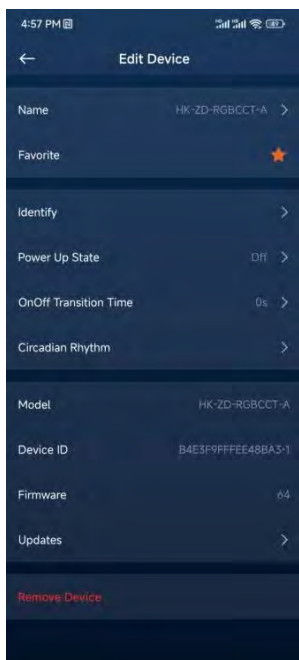 4:57 PM
Edit Device
Name HK-ZD-RGBCCT-A
Favorite
Identify
Power Up State Off
OnOff Transition Time 0s
Circadian Rhythm
Model HK-ZD-RGBCCT-A
Device ID B4E3F9FFFEE48BA3-1
Firmware 64
Updates
Remove Device